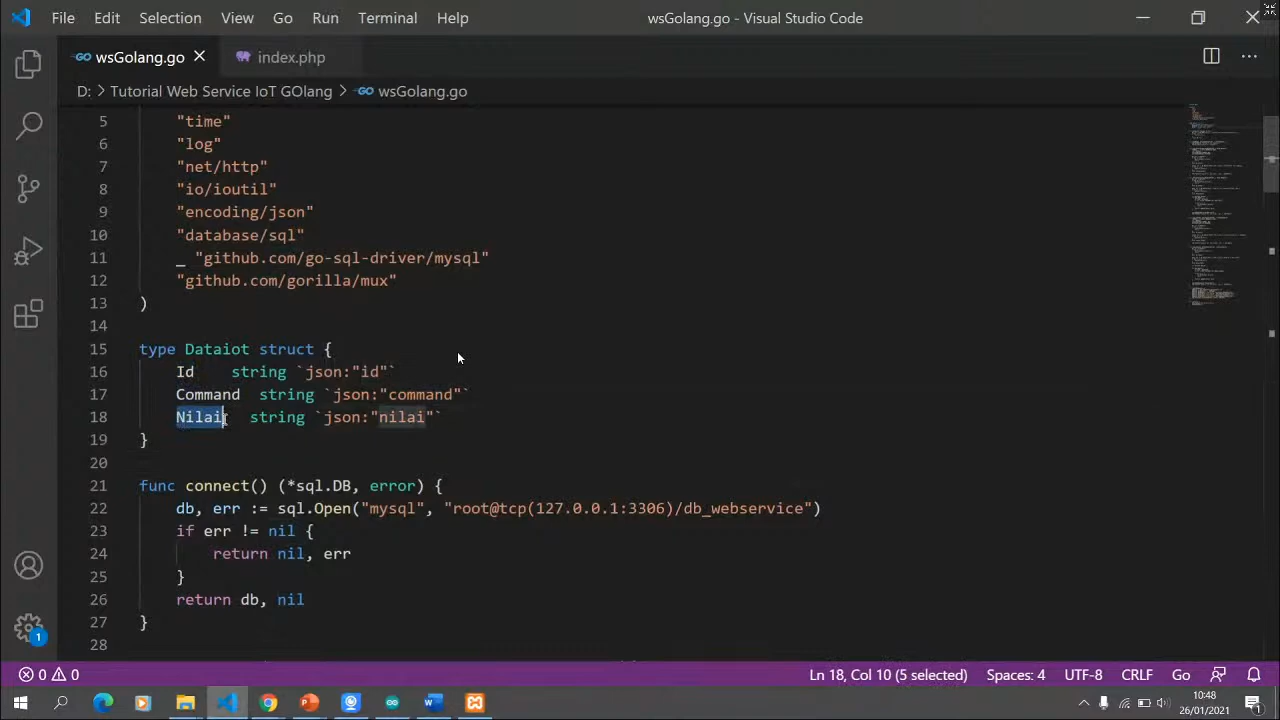 File Edit Selection View Go Run Terminal Help wsGolang.go - Visual Studio Code
wsGolang.go index.php
D: > Tutorial Web Service IoT GOlang > wsGolang.go
5 "time"
6 "log"
7 "net/http"
8 "io/ioutil"
9 "encoding/json"
10 "database/sql"
11 _ "github.com/go-sql-driver/mysql"
12 "github.com/gorilla/mux"
13 )
14
15 type Dataiot struct {
16 Id string `json:"id"`
17 Command string `json:"command"`
18 Nilai string `json:"nilai"`
19 }
20
21 func connect() (*sql.DB, error) {
22 db, err := sql.Open("mysql", "root@tcp(127.0.0.1:3306)/db_webservice")
23 if err != nil {
24 return nil, err
25 }
26 return db, nil
27 }
28
1
0 0 Ln 18, Col 10 (5 selected) Spaces: 4 UTF-8 CRLF Go
10:48
26/01/2021